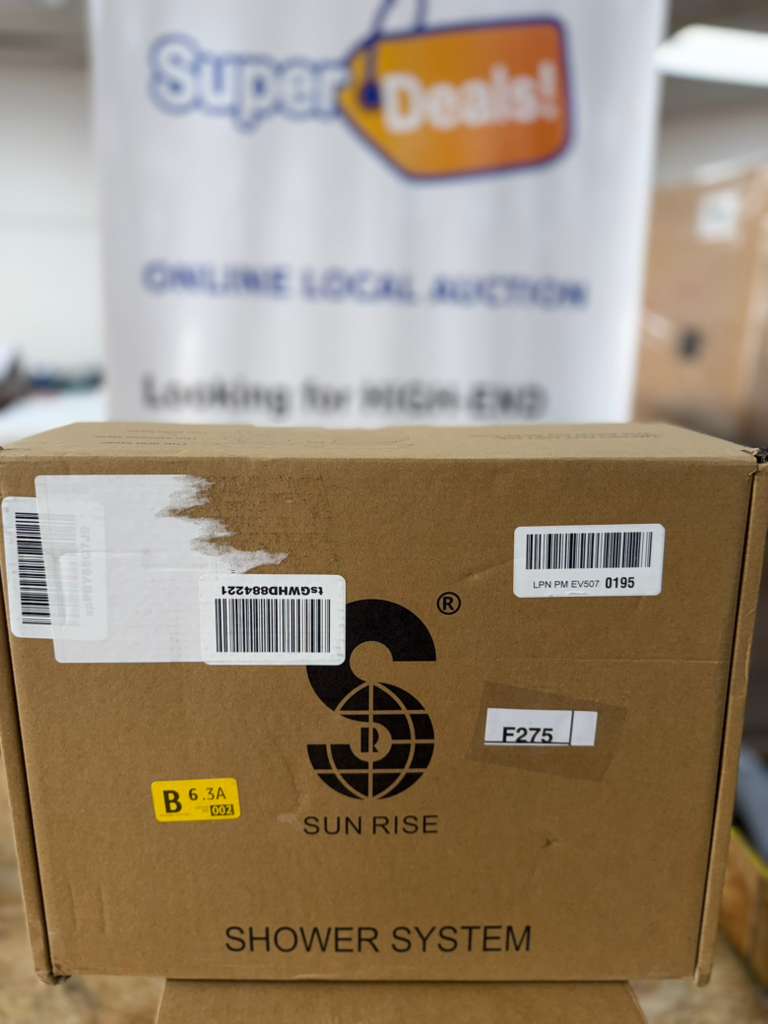 Super Deals!
ONLINE LOCAL AUCTION
Looking for HIGH-END
tsGWHD884221
LPN PM EV507 0195
®
S
R
F275
B 6.3A
002
SUN RISE
SHOWER SYSTEM